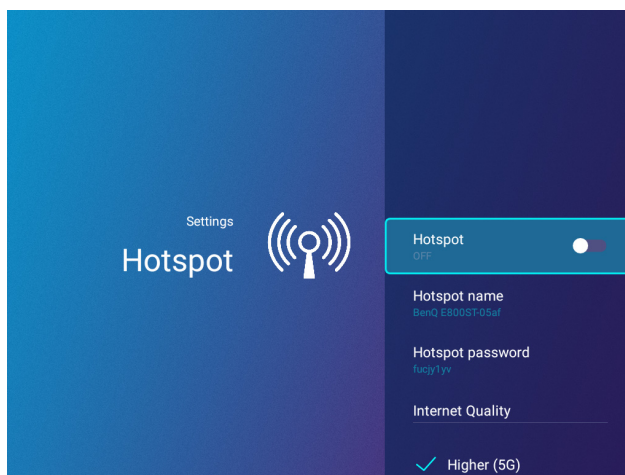 Settings
Hotspot
Hotspot
OFF
Hotspot name
BenQ E800ST-05af
Hotspot password
fucjy1yv
Internet Quality
Higher (5G)